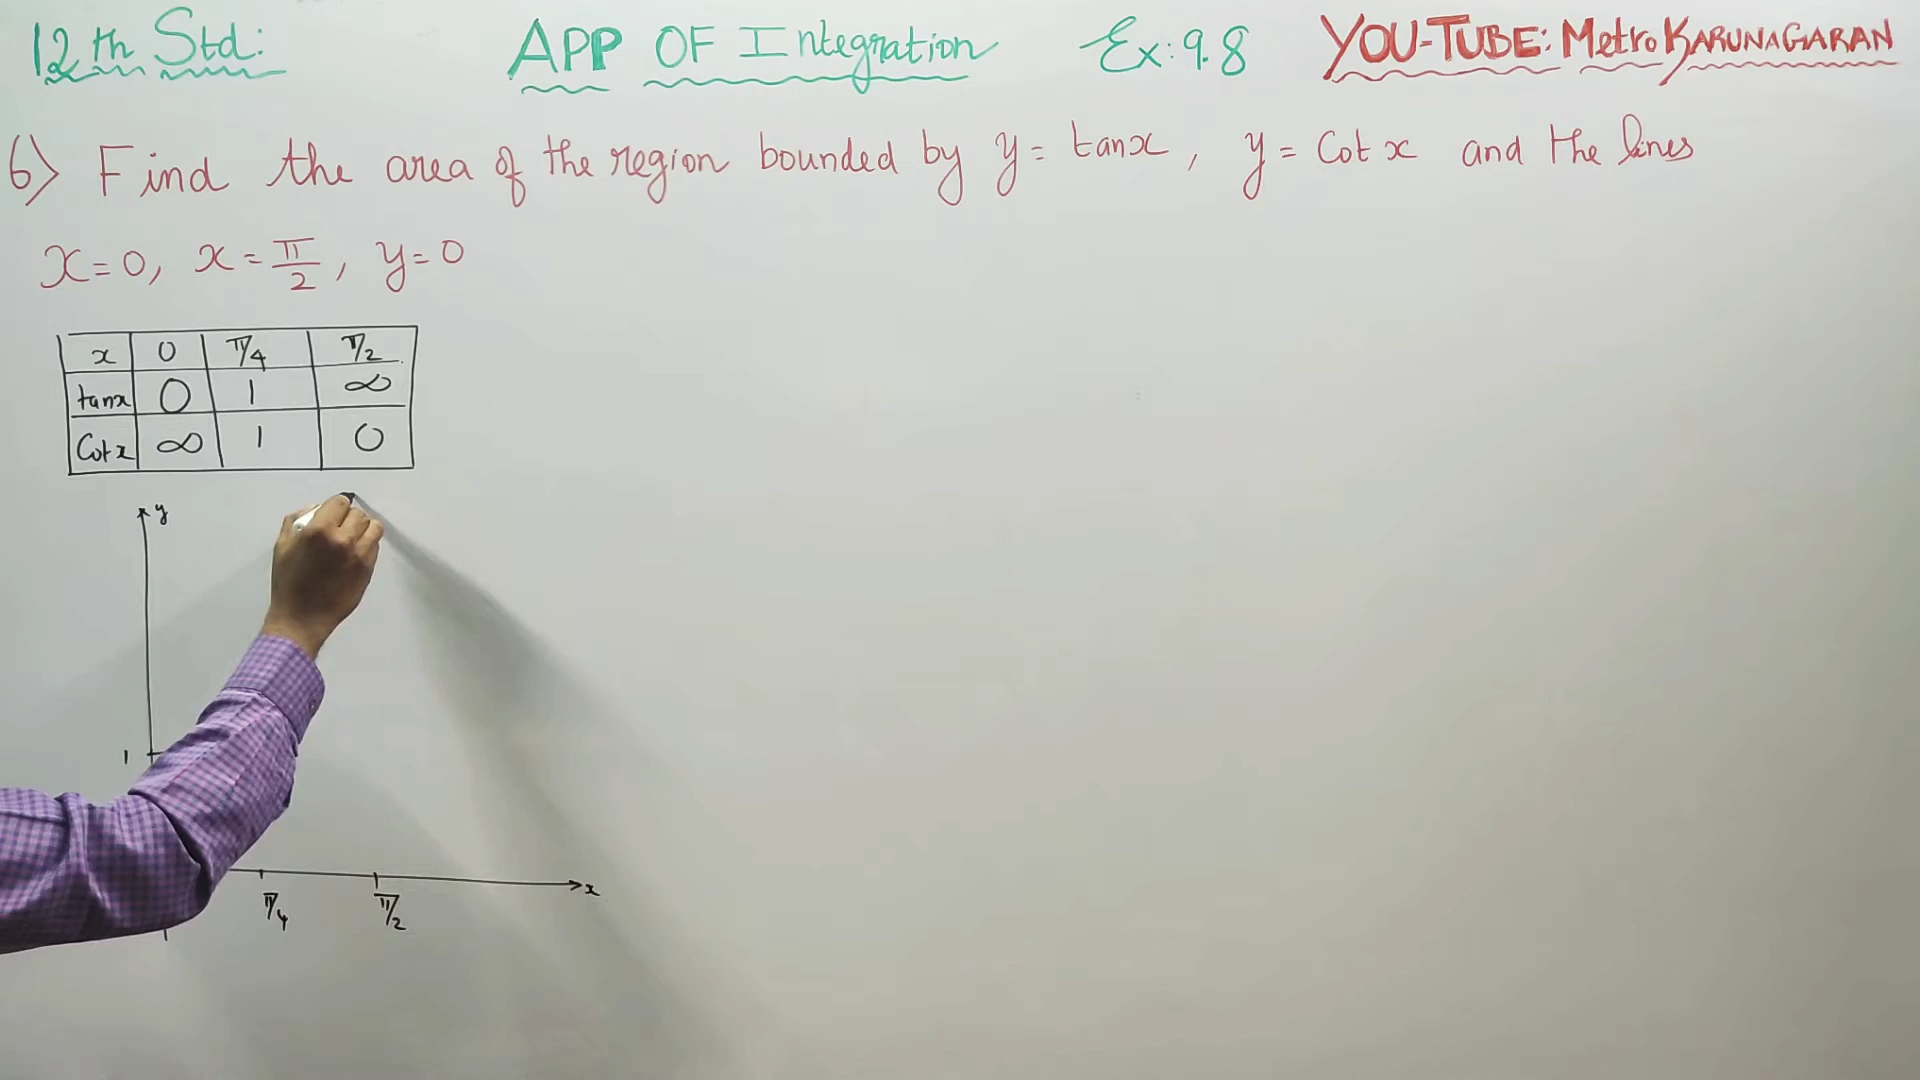 12th Std: APP OF Integration Ex: 9.8 YOU-TUBE: Metro KARUNAGARAN
6) Find the area of the region bounded by y = tanx, y = Cot x and the lines
x=0, x=π/2, y=0
x 0 π/4 π/2
tanx 0 1 ∞
Cot x ∞ 1 0
y
1
x
π/4 π/2